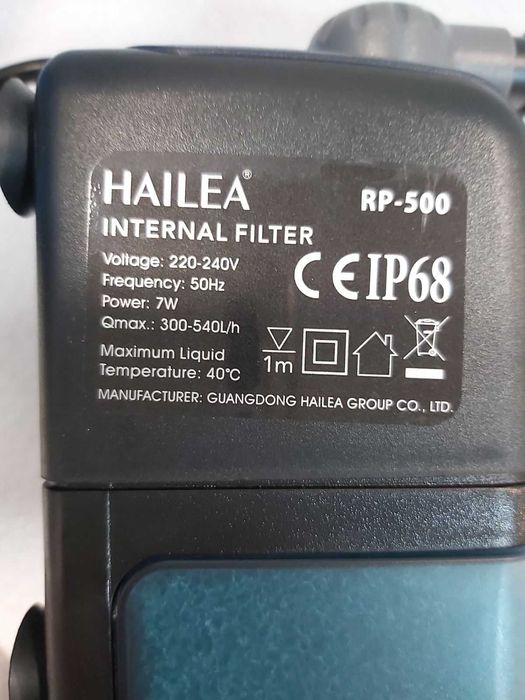 HAILEA® RP-500
INTERNAL FILTER
Voltage: 220-240V
Frequency: 50Hz
Power: 7W
Qmax.: 300-540L/h
CE IP68
Maximum Liquid
Temperature: 40℃
1m
MANUFACTURER: GUANGDONG HAILEA GROUP CO., LTD.